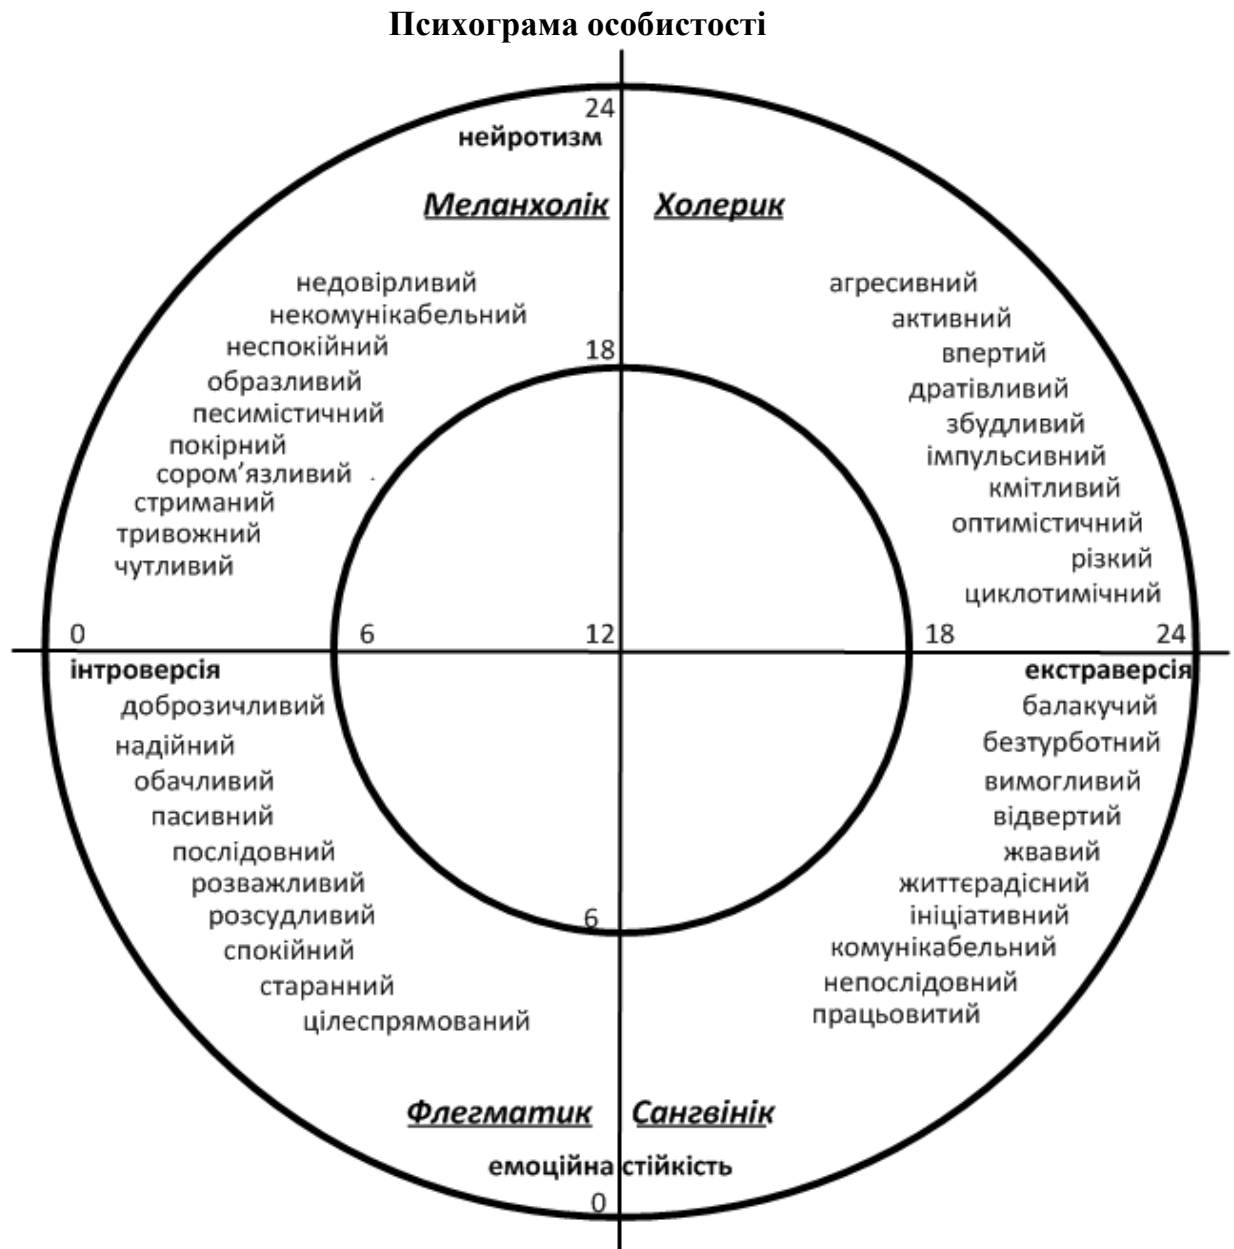 Психограма особистості
24
нейротизм
Меланхолік
Холерик
недовірливий
некомунікабельний
неспокійний
образливий
песимістичний
покірний
сором’язливий
стриманий
тривожний
чутливий
агресивний
активний
впертий
дратівливий
збудливий
імпульсивний
кмітливий
оптимістичний
різкий
циклотимічний
18
0
6
12
18
24
інтроверсія
екстраверсія
доброзичливий
надійний
обачливий
пасивний
послідовний
розважливий
розсудливий
спокійний
старанний
цілеспрямований
балакучий
безтурботний
вимогливий
відвертий
жвавий
життєрадісний
ініціативний
комунікабельний
непослідовний
працьовитий
6
Флегматик
Сангвінік
емоційна стійкість
0